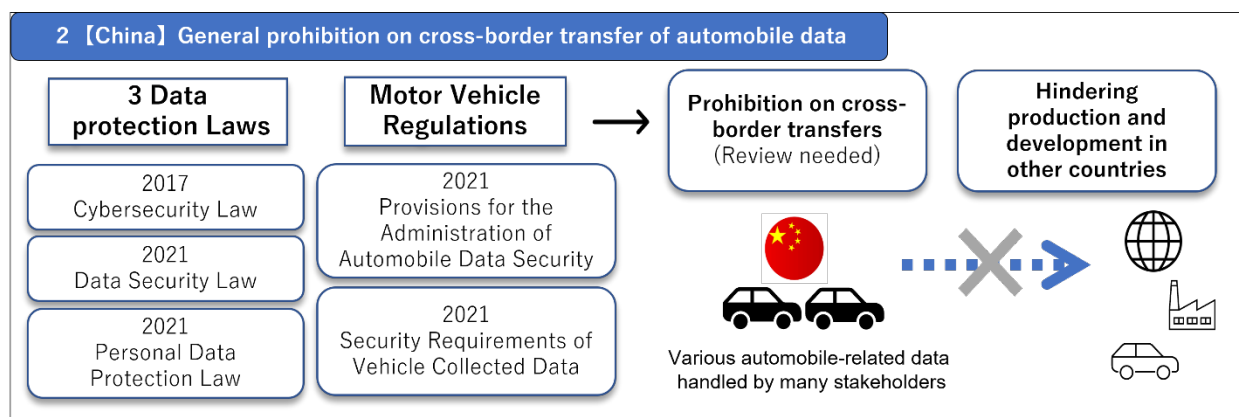 2 【China】General prohibition on cross-border transfer of automobile data
3 Data
protection Laws
2017
Cybersecurity Law
2021
Data Security Law
2021
Personal Data
Protection Law
Motor Vehicle
Regulations
2021
Provisions for the
Administration of
Automobile Data Security
2021
Security Requirements of
Vehicle Collected Data
Prohibition on cross-
border transfers
(Review needed)
Various automobile-related data
handled by many stakeholders
Hindering
production and
development in
other countries